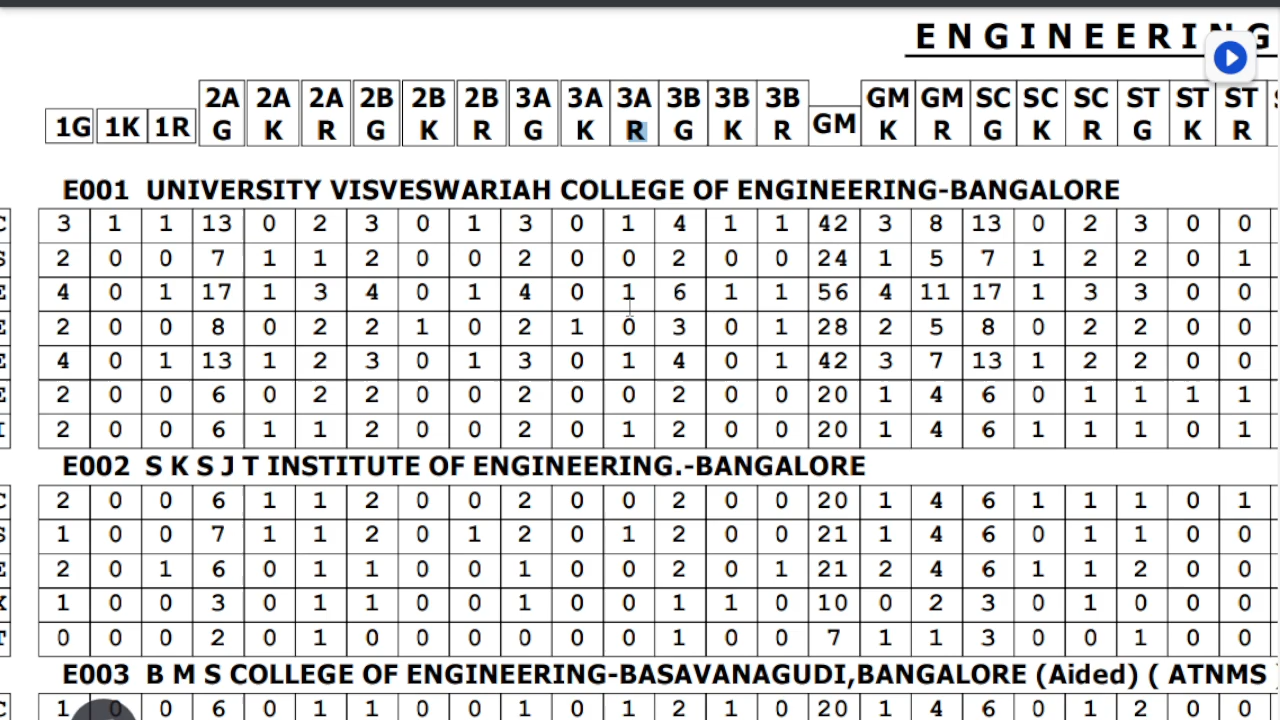 ENGINEERING
1G 1K 1R 2AG 2AK 2AR 2BG 2BK 2BR 3AG 3AK 3AR 3BG 3BK 3BR GM GMK GMR SCG SCK SCR STG STK STR
E001 UNIVERSITY VISVESWARIAH COLLEGE OF ENGINEERING-BANGALORE
C 3 1 1 13 0 2 3 0 1 3 0 1 4 1 1 42 3 8 13 0 2 3 0 0
S 2 0 0 7 1 1 2 0 0 2 0 0 2 0 0 24 1 5 7 1 2 2 0 1
E 4 0 1 17 1 3 4 0 1 4 0 1 6 1 1 56 4 11 17 1 3 3 0 0
E 2 0 0 8 0 2 2 1 0 2 1 0 3 0 1 28 2 5 8 0 2 2 0 0
E 4 0 1 13 1 2 3 0 1 3 0 1 4 0 1 42 3 7 13 1 2 2 0 0
E 2 0 0 6 0 2 2 0 0 2 0 0 2 0 0 20 1 4 6 0 1 1 1 1
I 2 0 0 6 1 1 2 0 0 2 0 1 2 0 0 20 1 4 6 1 1 1 0 1
E002 S K S J T INSTITUTE OF ENGINEERING.-BANGALORE
C 2 0 0 6 1 1 2 0 0 2 0 0 2 0 0 20 1 4 6 1 1 1 0 1
S 1 0 0 7 1 1 2 0 1 2 0 1 2 0 0 21 1 4 6 0 1 1 0 0
E 2 0 1 6 0 1 1 0 0 1 0 0 2 0 1 21 2 4 6 1 1 2 0 0
X 1 0 0 3 0 1 1 0 0 1 0 0 1 1 0 10 0 2 3 0 1 0 0 0
T 0 0 0 2 0 1 0 0 0 0 0 0 1 0 0 7 1 1 3 0 0 1 0 0
E003 B M S COLLEGE OF ENGINEERING-BASAVANAGUDI,BANGALORE (Aided) ( ATNMS
C 1 0 0 6 0 1 1 0 0 1 0 1 2 1 0 20 1 4 6 0 1 2 0 0